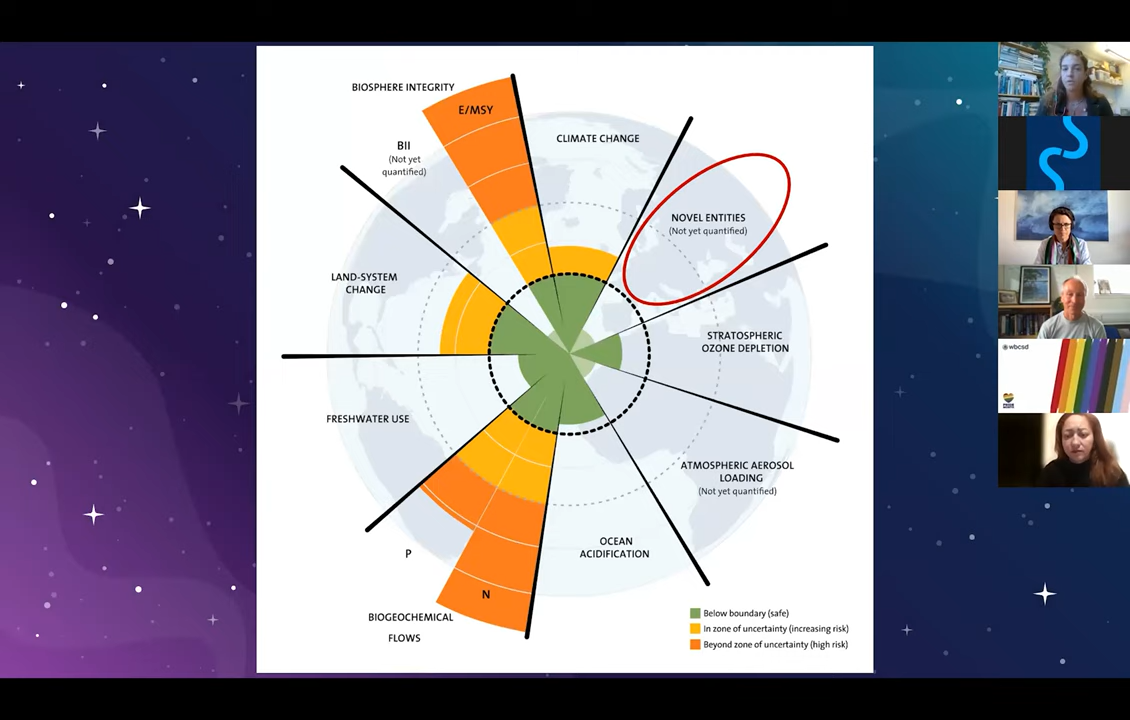 BIOSPHERE INTEGRITY
E/MSY
BII
(Not yet
quantified)
CLIMATE CHANGE
NOVEL ENTITIES
(Not yet quantified)
LAND-SYSTEM
CHANGE
STRATOSPHERIC
OZONE DEPLETION
FRESHWATER USE
ATMOSPHERIC AEROSOL
LOADING
(Not yet quantified)
OCEAN
ACIDIFICATION
P
N
BIOGEOCHEMICAL
FLOWS
Below boundary (safe)
In zone of uncertainty (increasing risk)
Beyond zone of uncertainty (high risk)
wbcsd